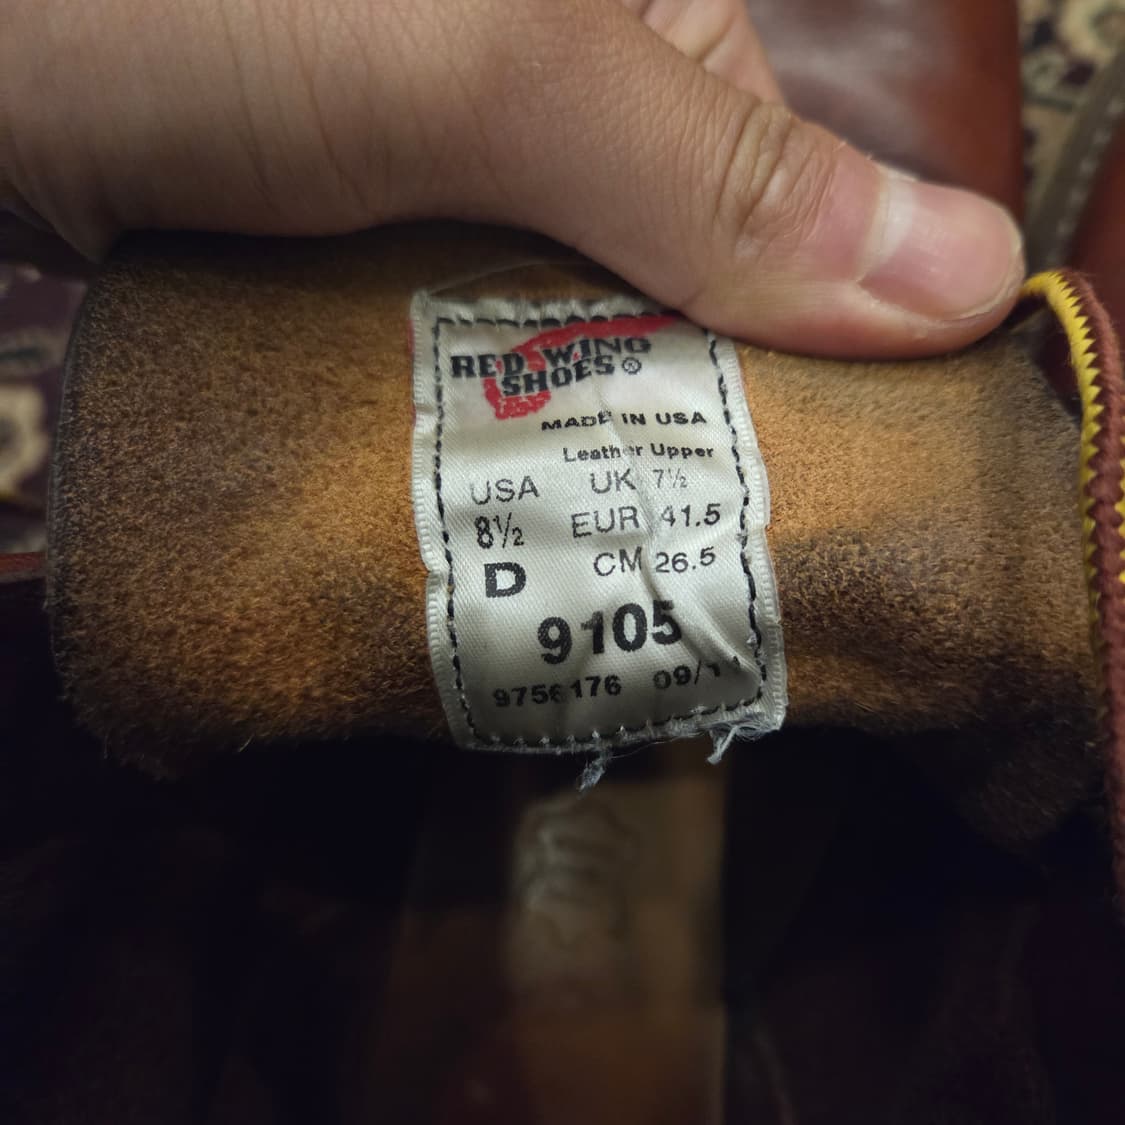 RED WING
SHOES®
MADE IN USA
Leather Upper
USA UK 7½
8½ EUR 41.5
D CM 26.5
9105
9756176